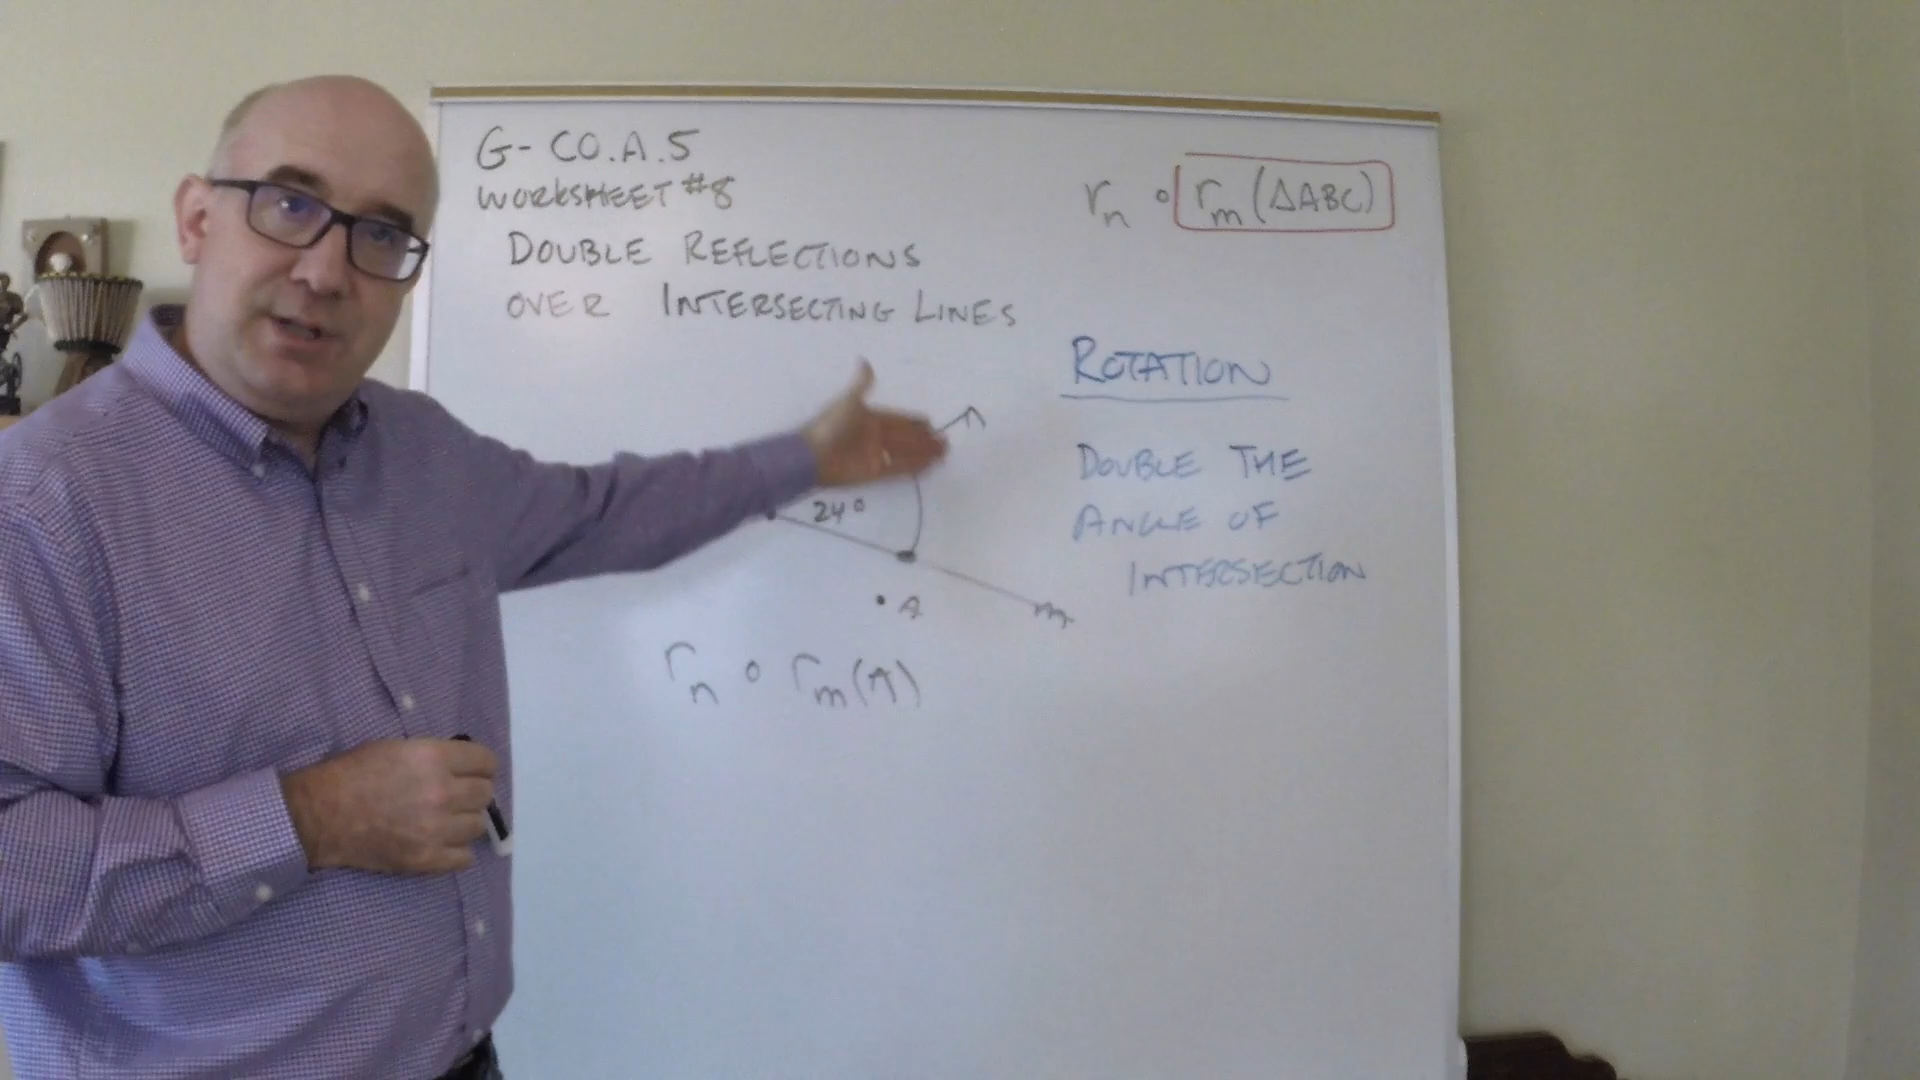 G-CO.A.5
WORKSHEET #8
DOUBLE REFLECTIONS
OVER INTERSECTING LINES
rn ∘ rm(ΔABC)
ROTATION
DOUBLE THE
ANGLE OF
INTERSECTION
n
24°
A
m
rn ∘ rm(A)